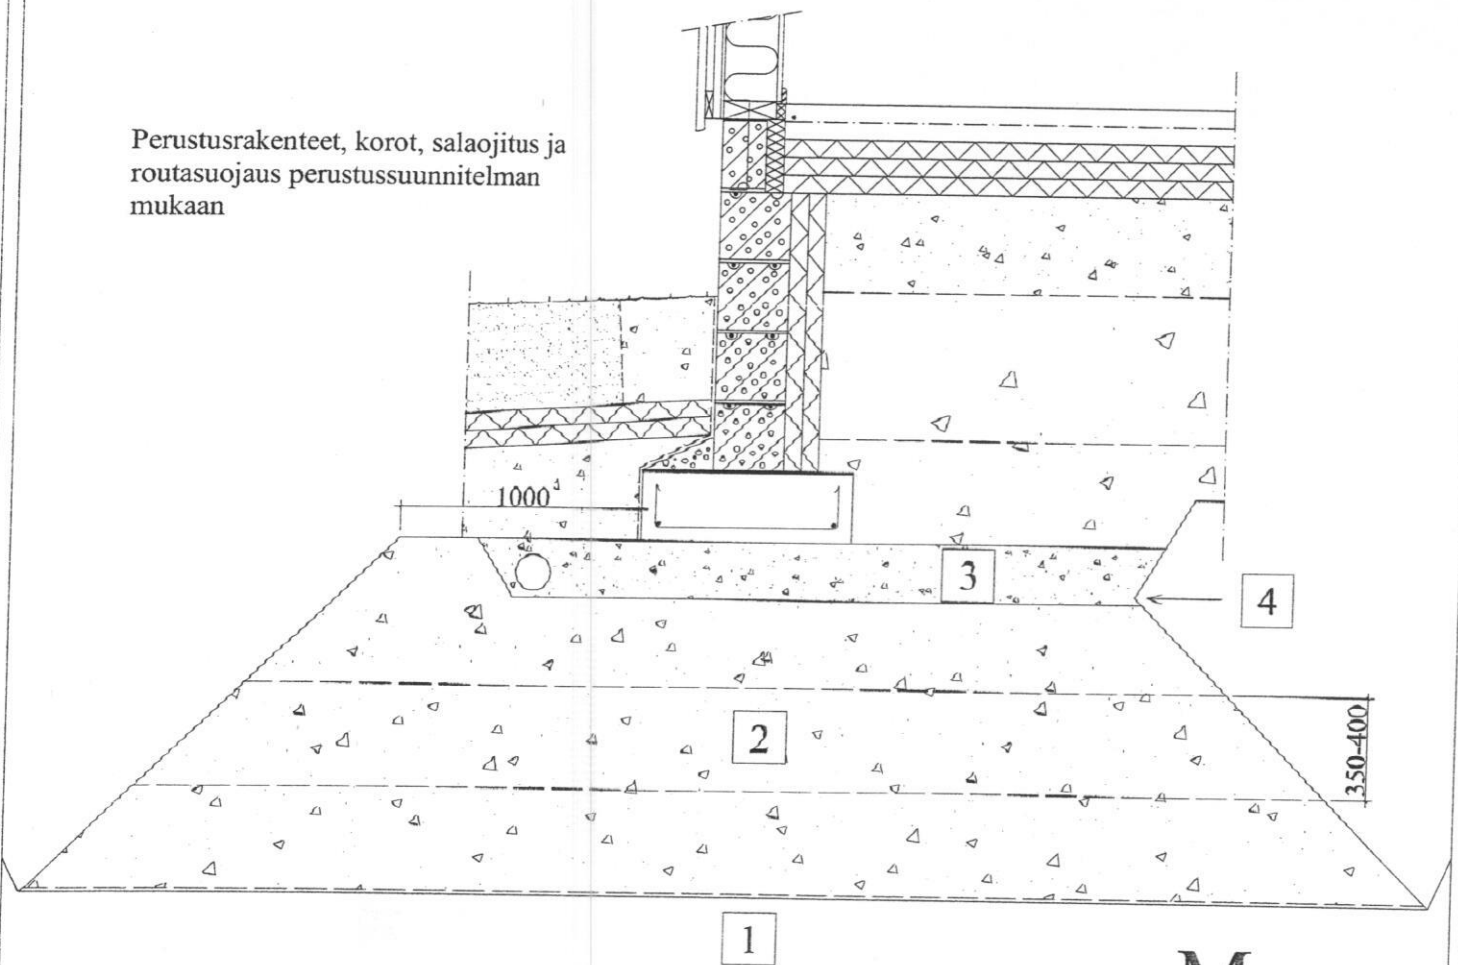 Perustusrakenteet, korot, salaojitus ja
routasuojaus perustussuunnitelman
mukaan
1000
3
4
2
350-400
1
M